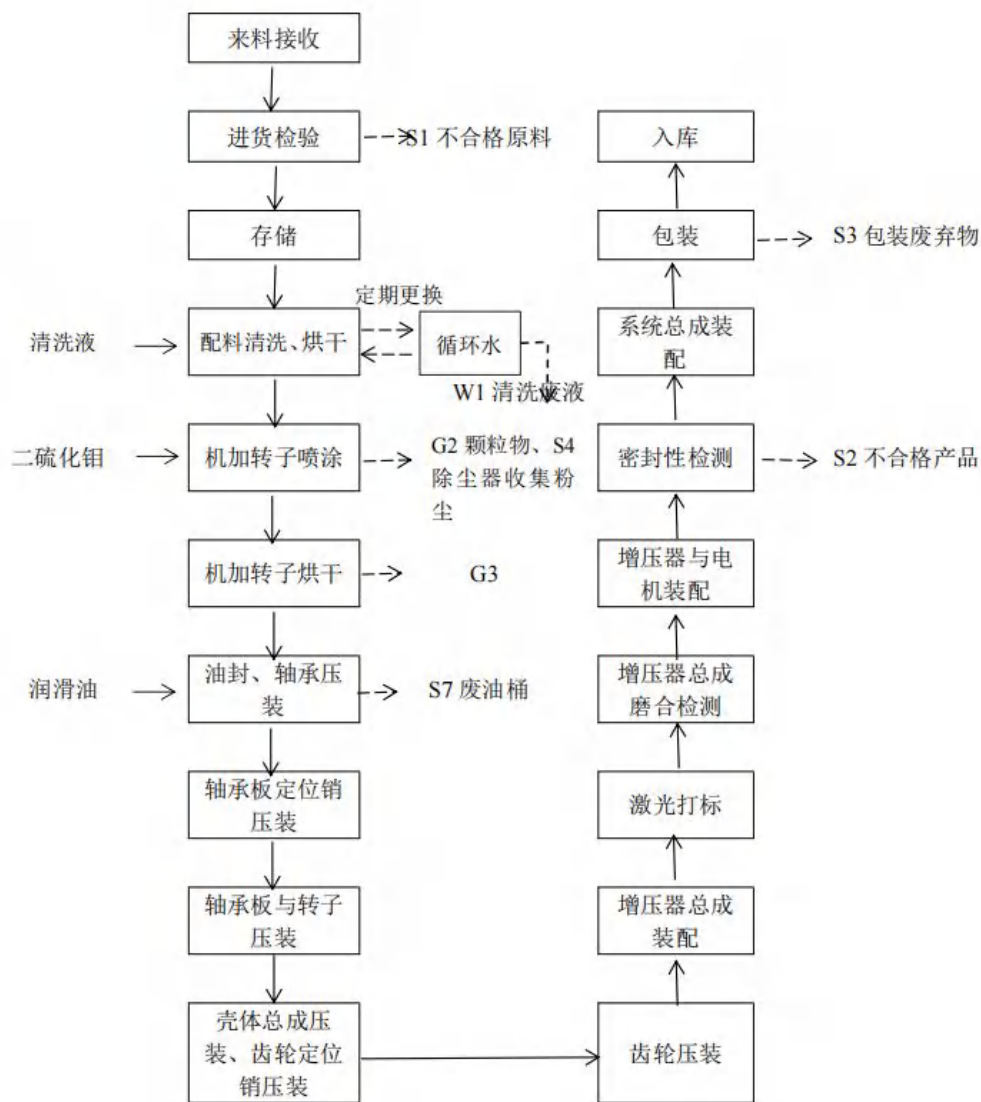 来料接收
进货检验
S1 不合格原料
存储
定期更换
清洗液
配料清洗、烘干
循环水
W1 清洗废液
二硫化钼
机加转子喷涂
G2 颗粒物、S4
除尘器收集粉
尘
机加转子烘干
G3
润滑油
油封、轴承压
装
S7 废油桶
轴承板定位销
压装
轴承板与转子
压装
壳体总成压
装、齿轮定位
销压装
齿轮压装
增压器总成
装配
激光打标
增压器总成
磨合检测
增压器与电
机装配
密封性检测
S2 不合格产品
系统总成装
配
包装
S3 包装废弃物
入库